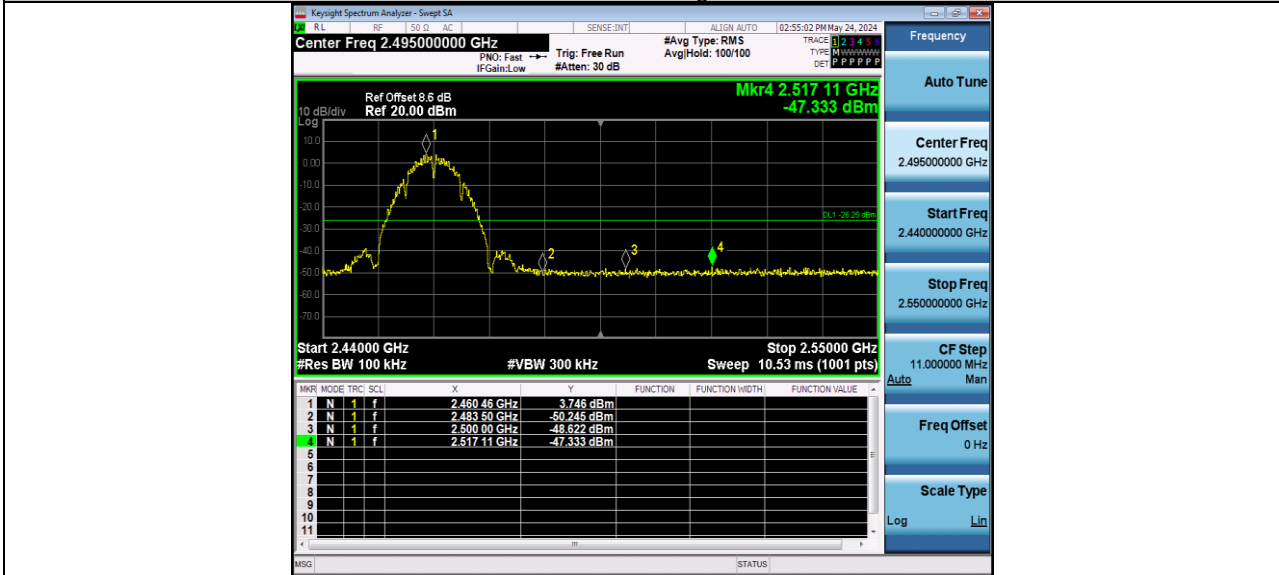 Keysight Spectrum Analyzer - Swept SA
RL RF 50 Ω AC SENSE:INT ALIGN AUTO 02:55:02 PM May 24, 2024
Center Freq 2.495000000 GHz
PNO: Fast
IFGain:Low
Trig: Free Run
#Atten: 30 dB
#Avg Type: RMS
Avg|Hold: 100/100
TRACE 1 2 3 4 5 6
TYPE M W W W W W
DET P P P P P P
Mkr4 2.517 11 GHz
-47.333 dBm
Ref Offset 8.6 dB
10 dB/div Ref 20.00 dBm
Log
10.0
0.00
-10.0
-20.0
-30.0
-40.0
-50.0
-60.0
-70.0
1
2
3
4
DL1 -26.25 dBm
Start 2.44000 GHz Stop 2.55000 GHz
#Res BW 100 kHz #VBW 300 kHz Sweep 10.53 ms (1001 pts)
MKR MODE TRC SCL X Y FUNCTION FUNCTION WIDTH FUNCTION VALUE
1 N 1 f 2.460 46 GHz 3.746 dBm
2 N 1 f 2.483 50 GHz -50.245 dBm
3 N 1 f 2.500 00 GHz -48.622 dBm
4 N 1 f 2.517 11 GHz -47.333 dBm
5
6
7
8
9
10
11
MSG STATUS
Frequency
Auto Tune
Center Freq
2.495000000 GHz
Start Freq
2.440000000 GHz
Stop Freq
2.550000000 GHz
CF Step
11.000000 MHz
Auto Man
Freq Offset
0 Hz
Scale Type
Log Lin